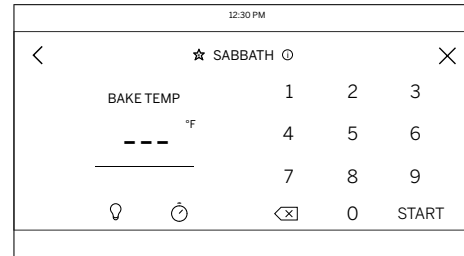 12:30 PM
SABBATH
BAKE TEMP
--- °F
1 2 3
4 5 6
7 8 9
0 START